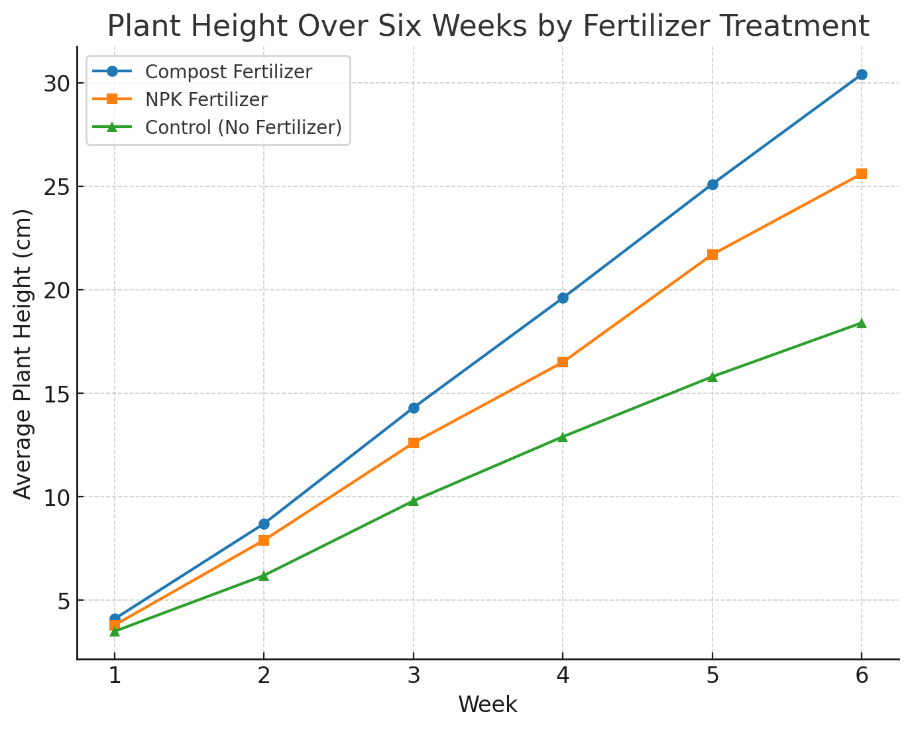 Plant Height Over Six Weeks by Fertilizer Treatment
Compost Fertilizer
NPK Fertilizer
Control (No Fertilizer)
Average Plant Height (cm)
30
25
20
15
10
5
1 2 3 4 5 6
Week